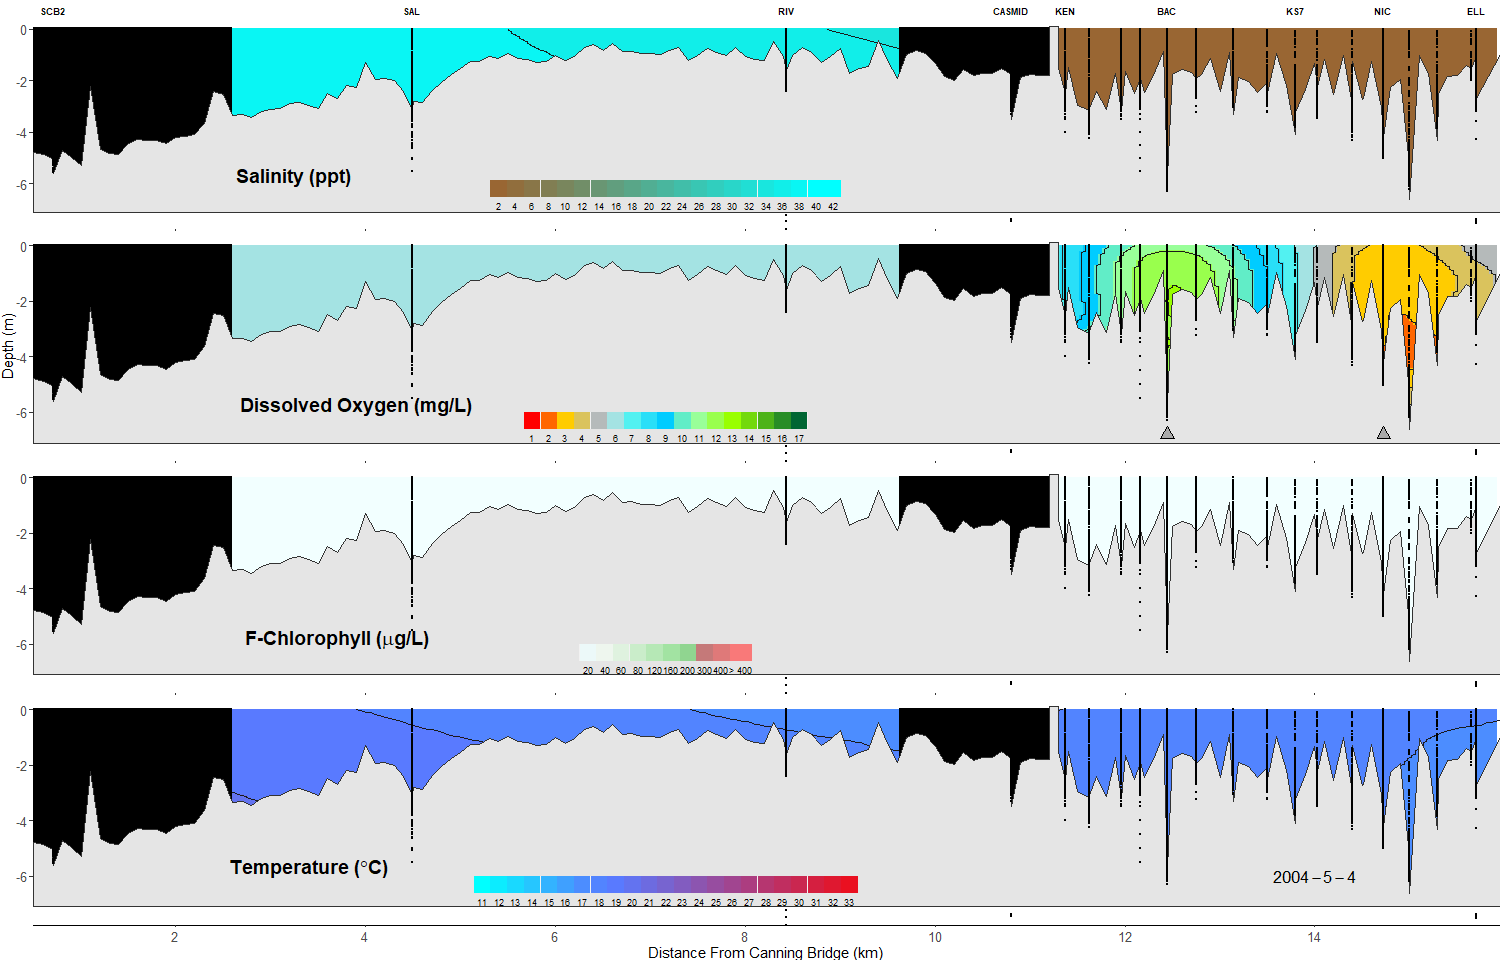 SCB2 SAL RIV CASMID KEN BAC KS7 NIC ELL
0
-2
-4
-6
Salinity (ppt)
2 4 6 8 10 12 14 16 18 20 22 24 26 28 30 32 34 36 38 40 42
0
-2
-4
-6
Dissolved Oxygen (mg/L)
1 2 3 4 5 6 7 8 9 10 11 12 13 14 15 16 17
Depth (m)
0
-2
-4
-6
F-Chlorophyll (μg/L)
20 40 60 80 120 160 200 300 400 > 400
0
-2
-4
-6
Temperature (°C)
2004-5-4
11 12 13 14 15 16 17 18 19 20 21 22 23 24 25 26 27 28 29 30 31 32 33
2 4 6 8 10 12 14
Distance From Canning Bridge (km)